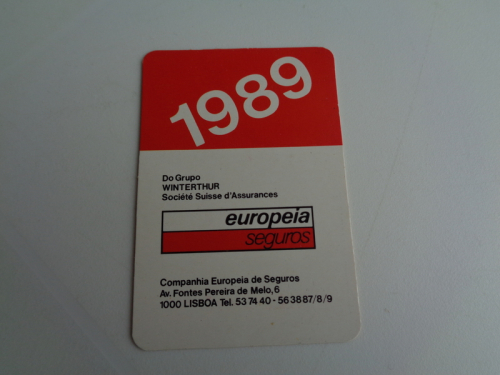 1989
Do Grupo
WINTERTHUR
Société Suisse d'Assurances
europeia
seguros
Companhia Europeia de Seguros
Av. Fontes Pereira de Melo, 6
1000 LISBOA Tel. 53 74 40 - 56 38 87/8/9